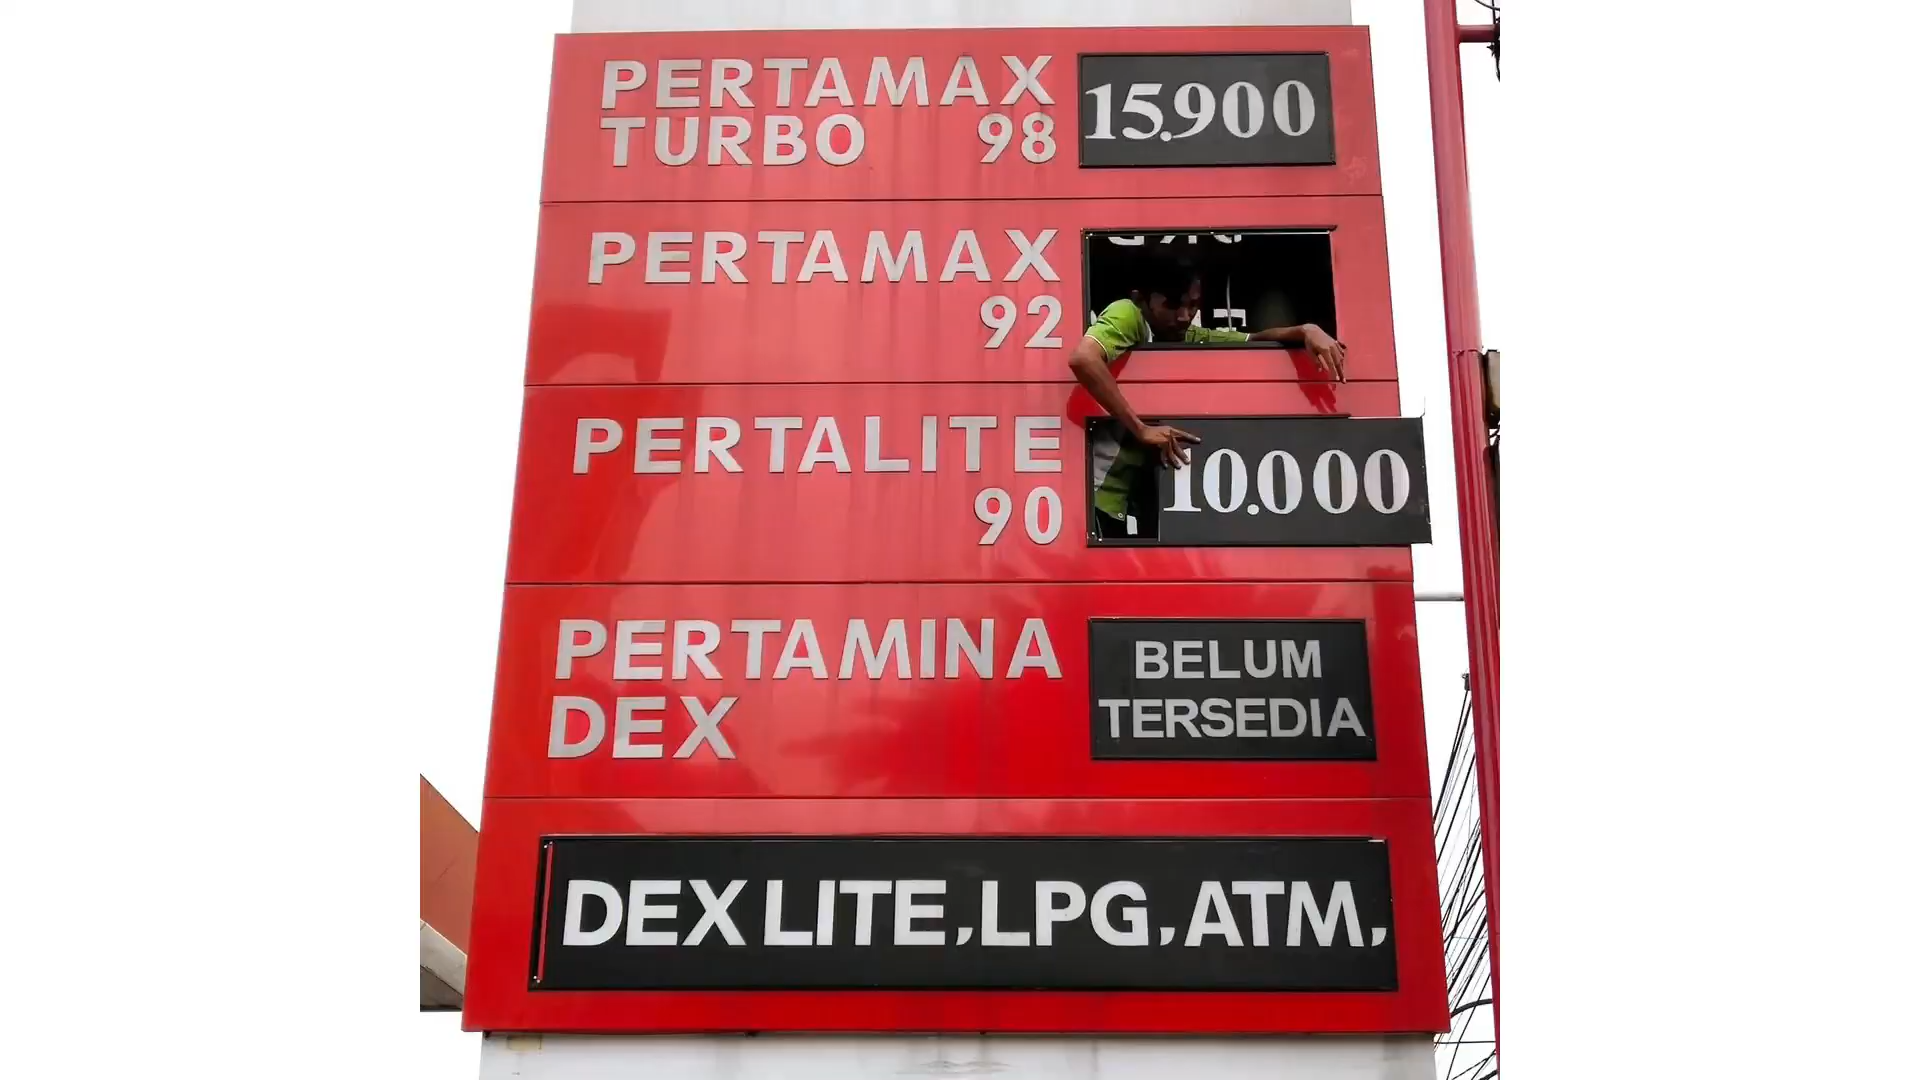 PERTAMAX
TURBO 98 15.900
PERTAMAX
92
PERTALITE
90 10.000
PERTAMINA
DEX
BELUM
TERSEDIA
DEX LITE, LPG, ATM,